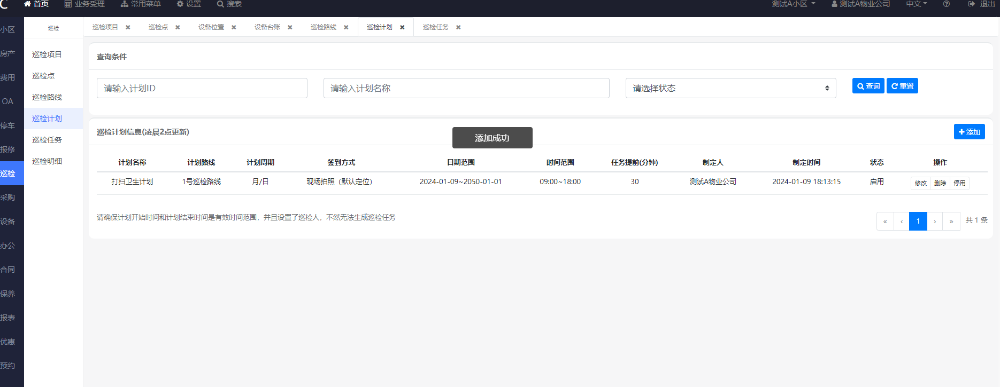 C 首页 业务受理 常用菜单 设置 搜索 测试A小区 测试A物业公司 中文 退出
小区
房产
费用
OA
停车
报修
巡检
采购
设备
办公
合同
保养
报表
优惠
预约
巡检
巡检项目
巡检点
巡检路线
巡检计划
巡检任务
巡检明细
巡检项目 巡检点 设备位置 设备台账 巡检路线 巡检计划 巡检任务
查询条件
请输入计划ID 请输入计划名称 请选择状态 查询 重置
巡检计划信息(凌晨2点更新) 添加
添加成功
计划名称 计划路线 计划周期 签到方式 日期范围 时间范围 任务提前(分钟) 制定人 制定时间 状态 操作
打扫卫生计划 1号巡检路线 月/日 现场拍照（默认定位） 2024-01-09~2050-01-01 09:00~18:00 30 测试A物业公司 2024-01-09 18:13:15 启用 修改 删除 停用
请确保计划开始时间和计划结束时间是有效时间范围，并且设置了巡检人，不然无法生成巡检任务
« ‹ 1 › » 共 1 条